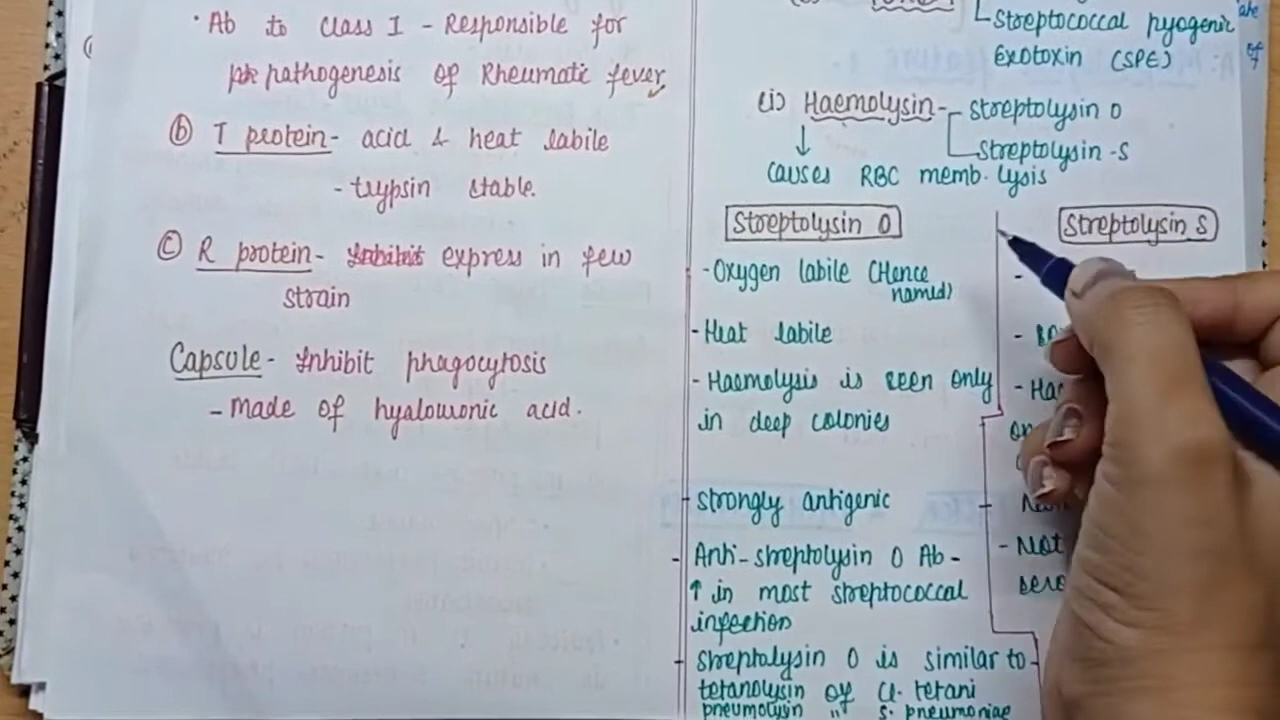 · Ab to class I - Responsible for
pathogenesis of Rheumatic fever
(b) T protein - acid & heat labile
- trypsin stable.
(c) R protein - express in few
strain
Capsule - Inhibit phagocytosis
- made of hyalouronic acid.
Streptococcal pyogenic
Exotoxin (SPE)
(ii) Haemolysin - streptolysin O
streptolysin -S
↓
causes RBC memb. lysis
Streptolysin O
- Oxygen labile (Hence
named)
- Heat labile
- Haemolysis is seen only
in deep colonies
- strongly antigenic
- Anti-streptolysin O Ab -
↑ in most streptococcal
infection
- streptolysin O is similar to
tetanolysin of Cl. tetani
pneumolysin " S. pneumoniae
Streptolysin S
- Not